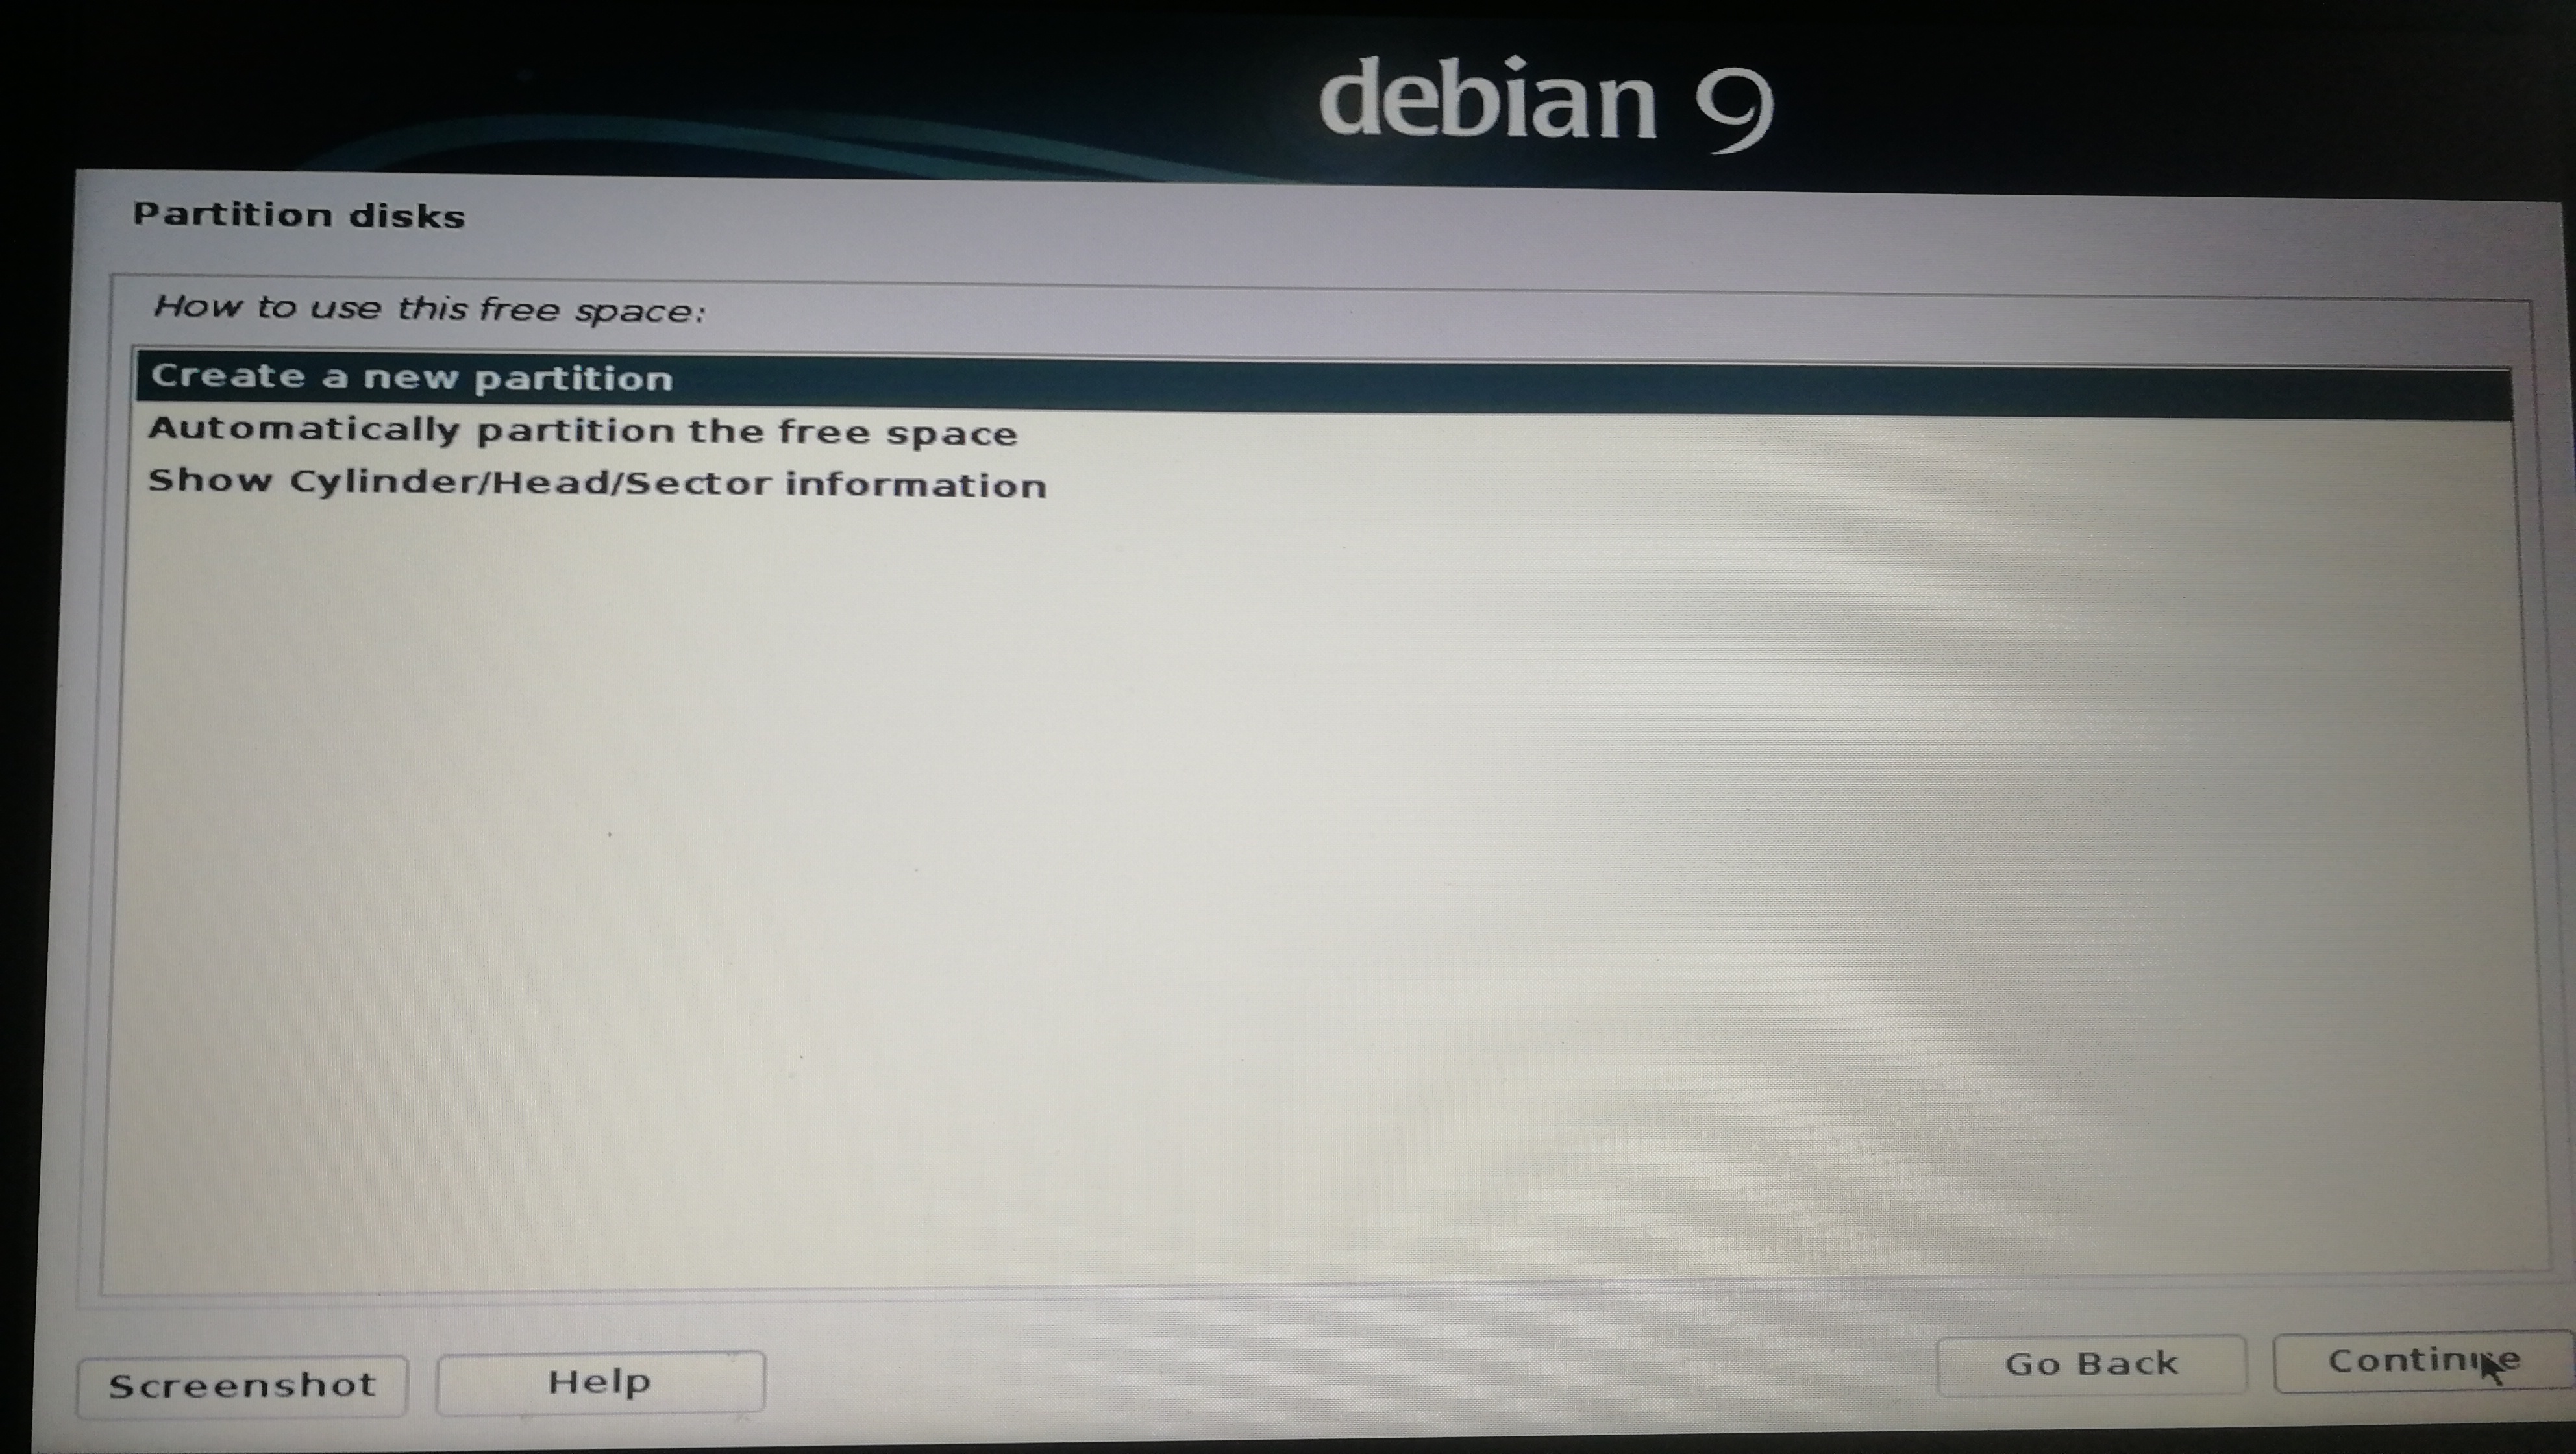 debian 9
Partition disks
How to use this free space:
Create a new partition
Automatically partition the free space
Show Cylinder/Head/Sector information
Screenshot
Help
Go Back
Continue